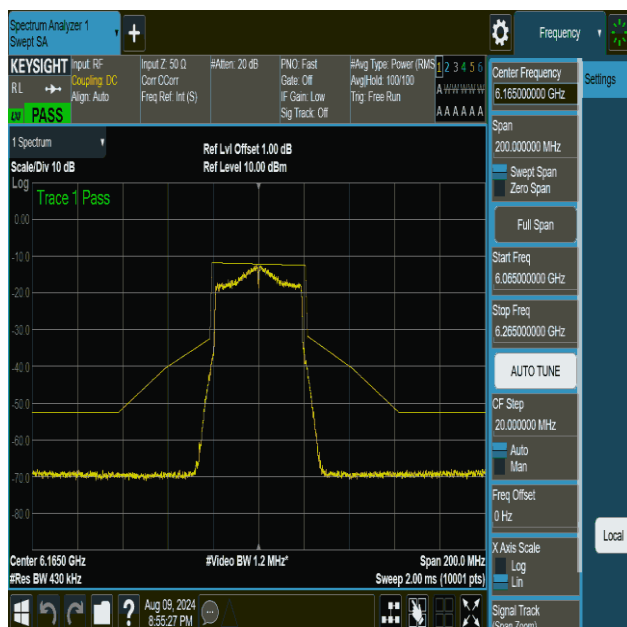 Spectrum Analyzer 1
Swept SA
+
Frequency
KEYSIGHT
RL
PASS
Input: RF
Coupling: DC
Align: Auto
Input Z: 50 Ω
Corr CCorr
Freq Ref: Int (S)
#Atten: 20 dB
PNO: Fast
Gate: Off
IF Gain: Low
Sig Track: Off
#Avg Type: Power (RMS
Avg|Hold: 100/100
Trig: Free Run
1 2 3 4 5 6
A W W W W W
A A A A A A
1 Spectrum
Scale/Div 10 dB
Ref Lvl Offset 1.00 dB
Ref Level 10.00 dBm
Log
Trace 1 Pass
0.00
-10.0
-20.0
-30.0
-40.0
-50.0
-60.0
-70.0
-80.0
Center 6.1650 GHz
#Res BW 430 kHz
#Video BW 1.2 MHz*
Span 200.0 MHz
Sweep 2.00 ms (10001 pts)
Aug 09, 2024
8:55:27 PM
?
Center Frequency
6.165000000 GHz
Span
200.000000 MHz
Swept Span
Zero Span
Full Span
Start Freq
6.065000000 GHz
Stop Freq
6.265000000 GHz
AUTO TUNE
CF Step
20.000000 MHz
Auto
Man
Freq Offset
0 Hz
X Axis Scale
Log
Lin
Signal Track
(Span Zoom)
Settings
Local